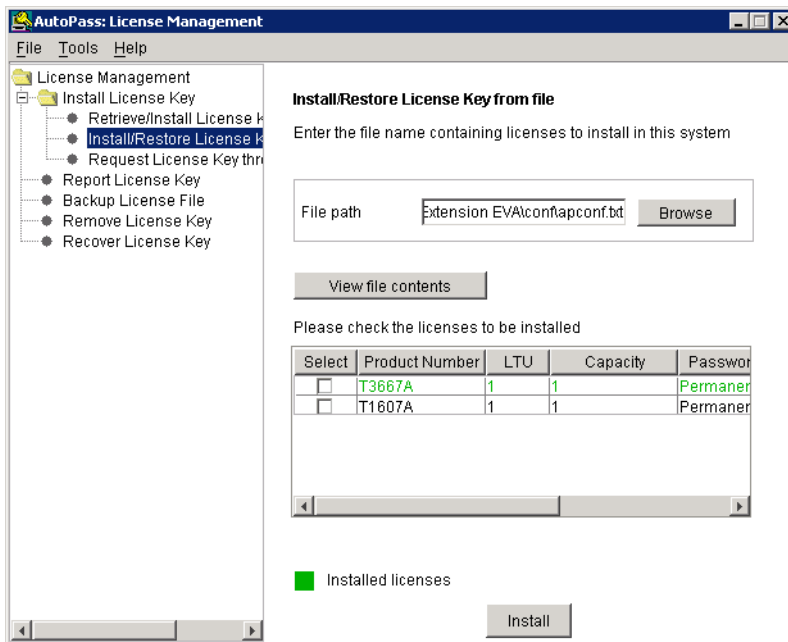 AutoPass: License Management
File Tools Help
License Management
Install License Key
Retrieve/Install License K
Install/Restore License K
Request License Key thr
Report License Key
Backup License File
Remove License Key
Recover License Key
Install/Restore License Key from file
Enter the file name containing licenses to install in this system
File path Extension EVA\conf\apconf.txt Browse
View file contents
Please check the licenses to be installed
Select Product Number LTU Capacity Passwor
T3667A 1 1 Permaner
T1607A 1 1 Permaner
Installed licenses
Install